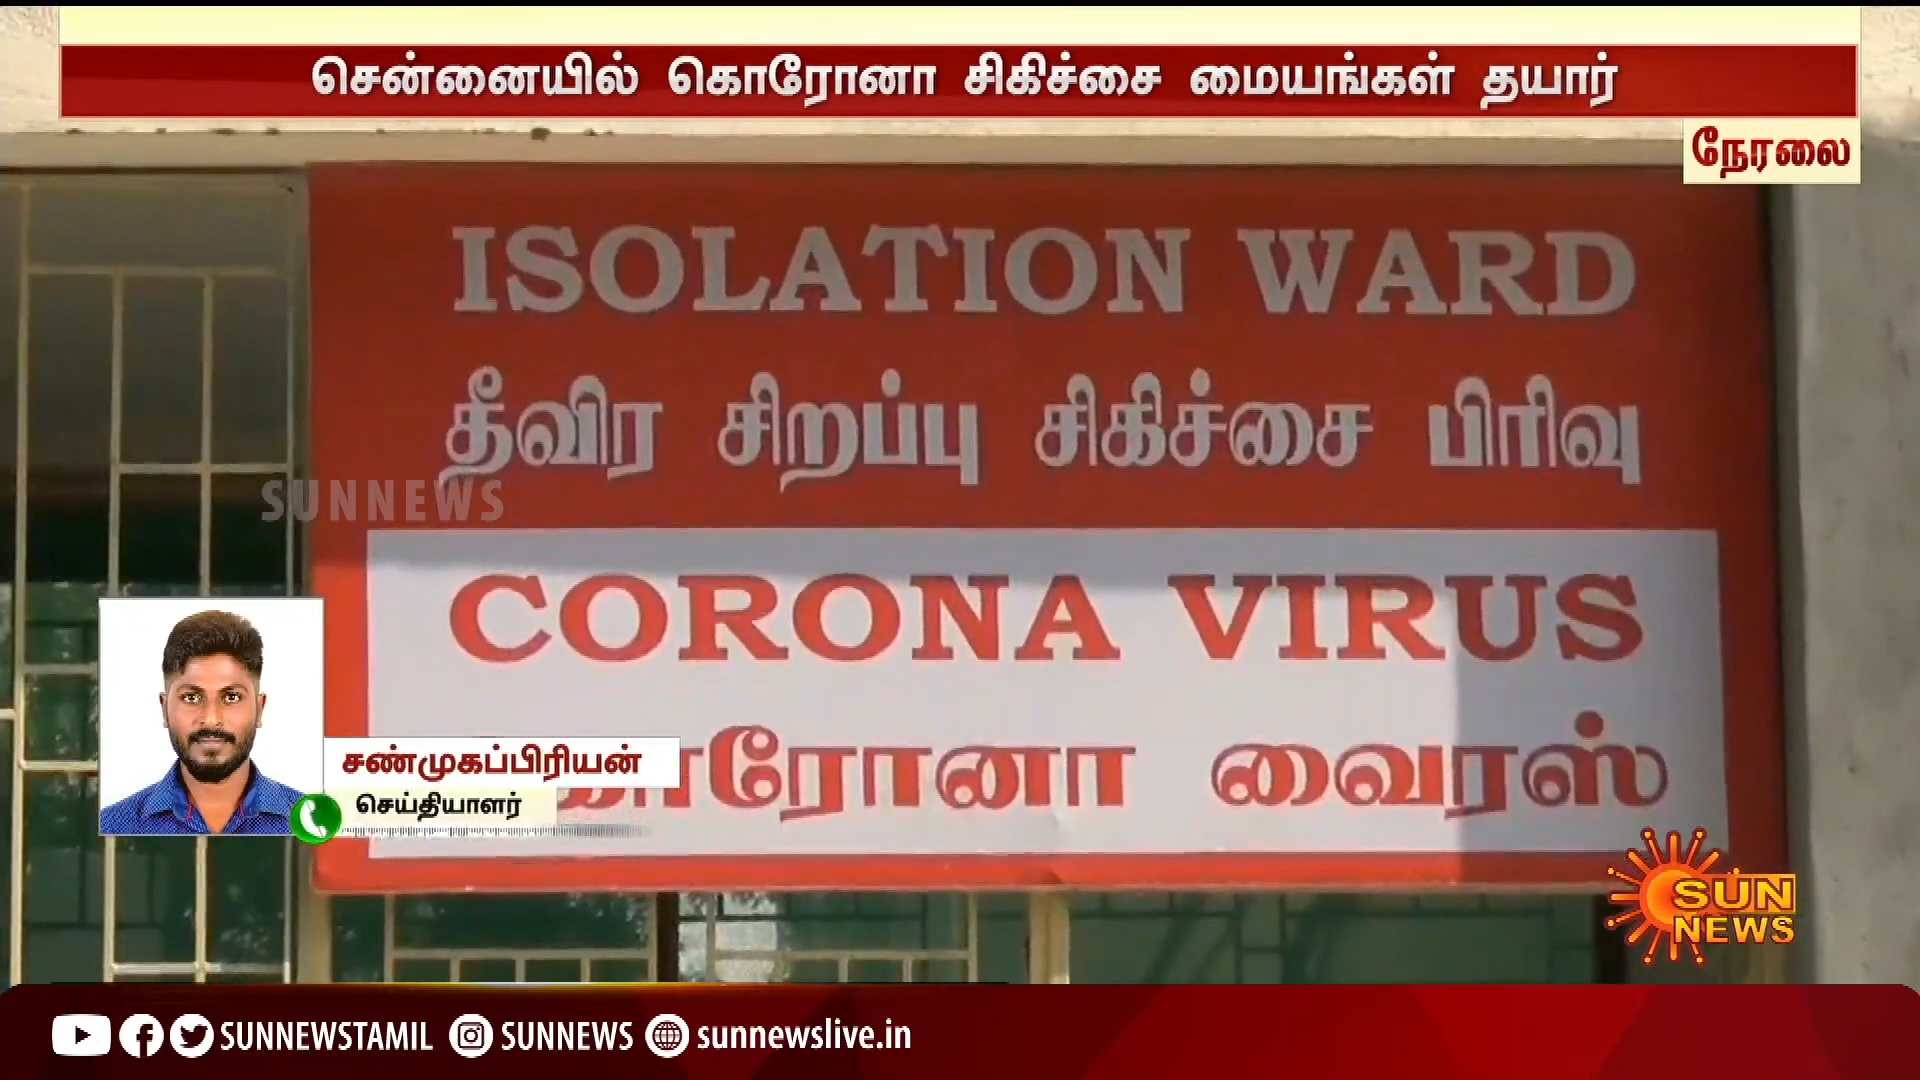 சென்னையில் கொரோனா சிகிச்சை மையங்கள் தயார்
நேரலை
ISOLATION WARD
தீவிர சிறப்பு சிகிச்சை பிரிவு
SUNNEWS
CORONA VIRUS
வைரஸ்
சண்முகப்பிரியன்
செய்தியாளர்
SUN
NEWS
SUNNEWSTAMIL SUNNEWS sunnewslive.in